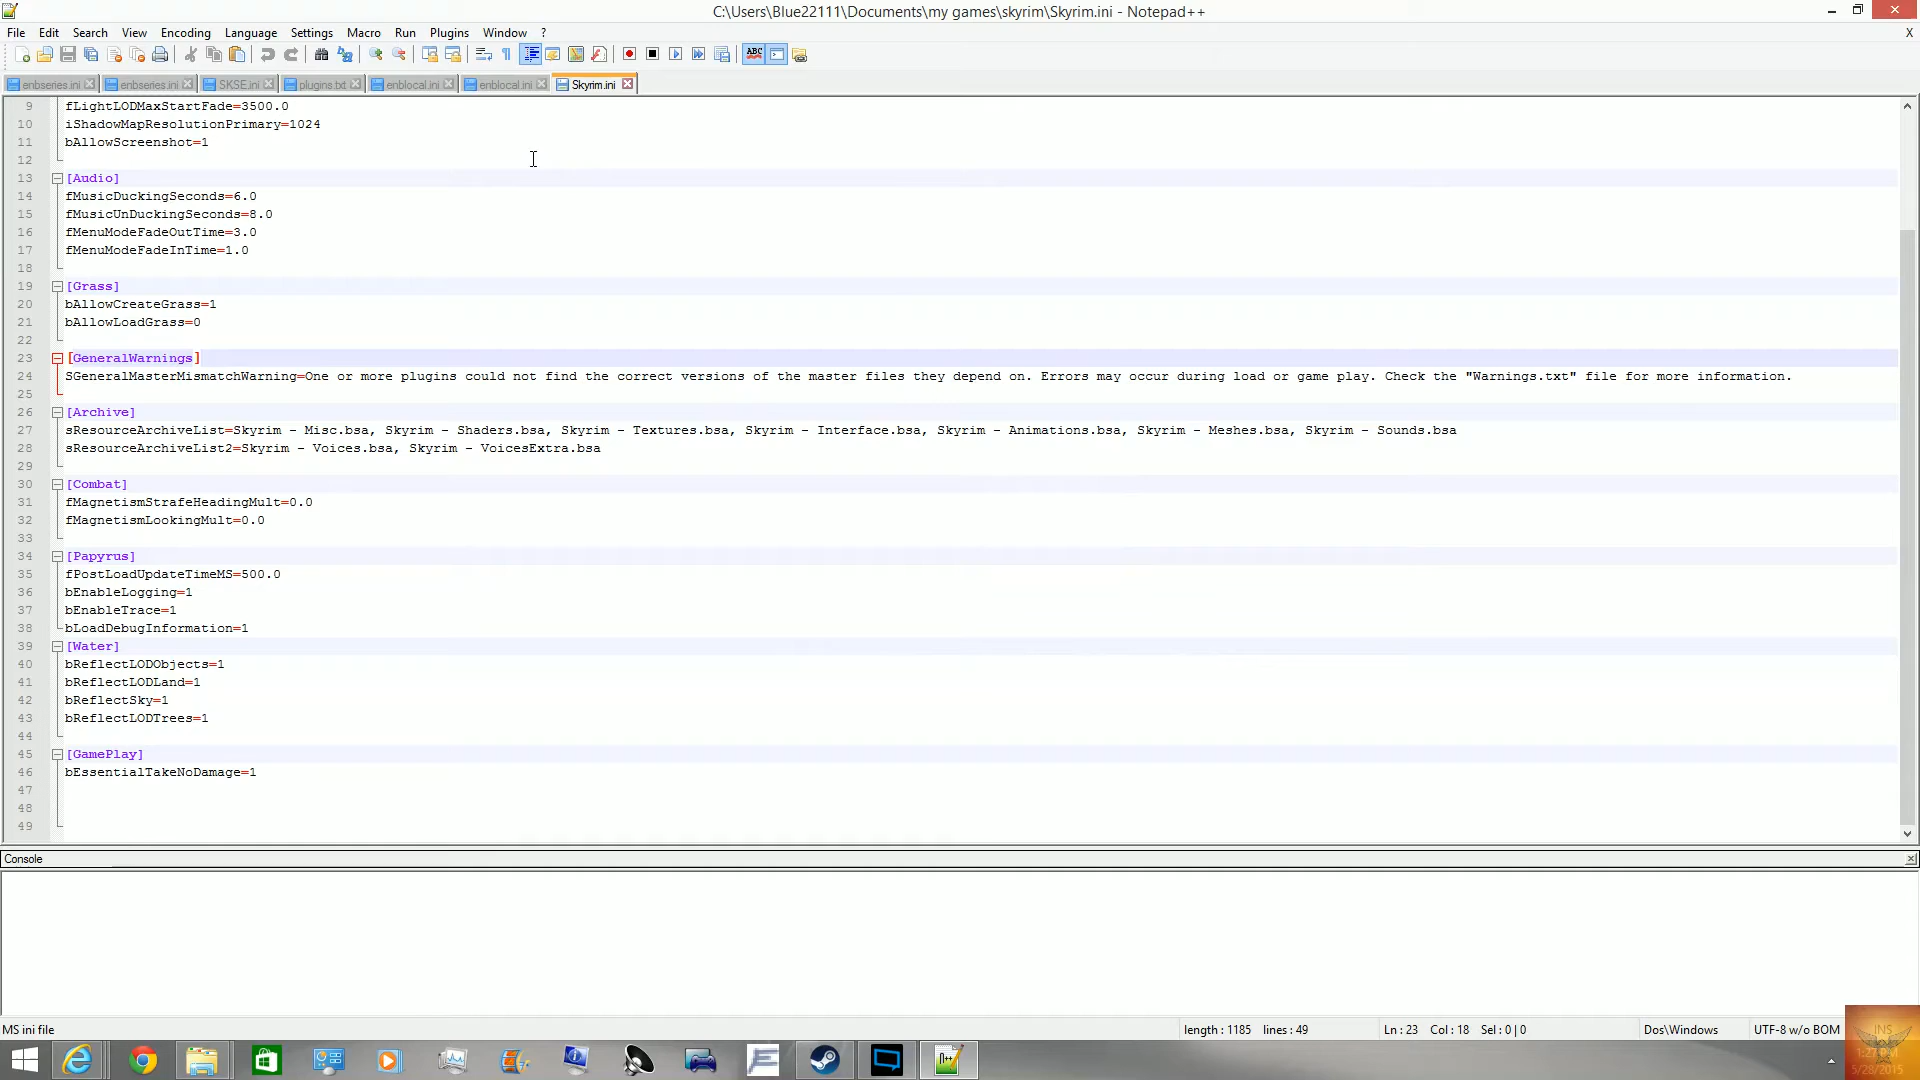 C:\Users\Blue22111\Documents\my games\skyrim\Skyrim.ini - Notepad++
File Edit Search View Encoding Language Settings Macro Run Plugins Window ? X
enbseries.ini enbseries.ini SKSE.ini plugins.txt enblocal.ini enblocal.ini Skyrim.ini
9 fLightLODMaxStartFade=3500.0
10 iShadowMapResolutionPrimary=1024
11 bAllowScreenshot=1
12
13 [Audio]
14 fMusicDuckingSeconds=6.0
15 fMusicUnDuckingSeconds=8.0
16 fMenuModeFadeOutTime=3.0
17 fMenuModeFadeInTime=1.0
18
19 [Grass]
20 bAllowCreateGrass=1
21 bAllowLoadGrass=0
22
23 [GeneralWarnings]
24 SGeneralMasterMismatchWarning=One or more plugins could not find the correct versions of the master files they depend on. Errors may occur during load or game play. Check the "Warnings.txt" file for more information.
25
26 [Archive]
27 sResourceArchiveList=Skyrim - Misc.bsa, Skyrim - Shaders.bsa, Skyrim - Textures.bsa, Skyrim - Interface.bsa, Skyrim - Animations.bsa, Skyrim - Meshes.bsa, Skyrim - Sounds.bsa
28 sResourceArchiveList2=Skyrim - Voices.bsa, Skyrim - VoicesExtra.bsa
29
30 [Combat]
31 fMagnetismStrafeHeadingMult=0.0
32 fMagnetismLookingMult=0.0
33
34 [Papyrus]
35 fPostLoadUpdateTimeMS=500.0
36 bEnableLogging=1
37 bEnableTrace=1
38 bLoadDebugInformation=1
39 [Water]
40 bReflectLODObjects=1
41 bReflectLODLand=1
42 bReflectSky=1
43 bReflectLODTrees=1
44
45 [GamePlay]
46 bEssentialTakeNoDamage=1
47
48
49
Console
MS ini file length : 1185 lines : 49 Ln : 23 Col : 18 Sel : 0 | 0 Dos\Windows UTF-8 w/o BOM
INS
1:27 PM
5/28/2015